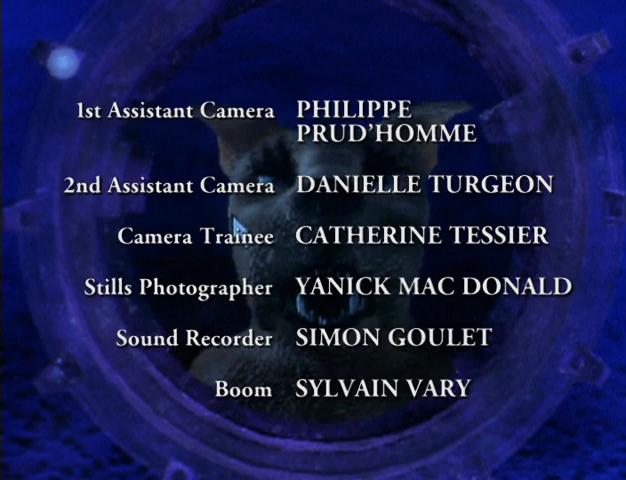 1st Assistant Camera PHILIPPE
PRUD'HOMME
2nd Assistant Camera DANIELLE TURGEON
Camera Trainee CATHERINE TESSIER
Stills Photographer YANICK MAC DONALD
Sound Recorder SIMON GOULET
Boom SYLVAIN VARY